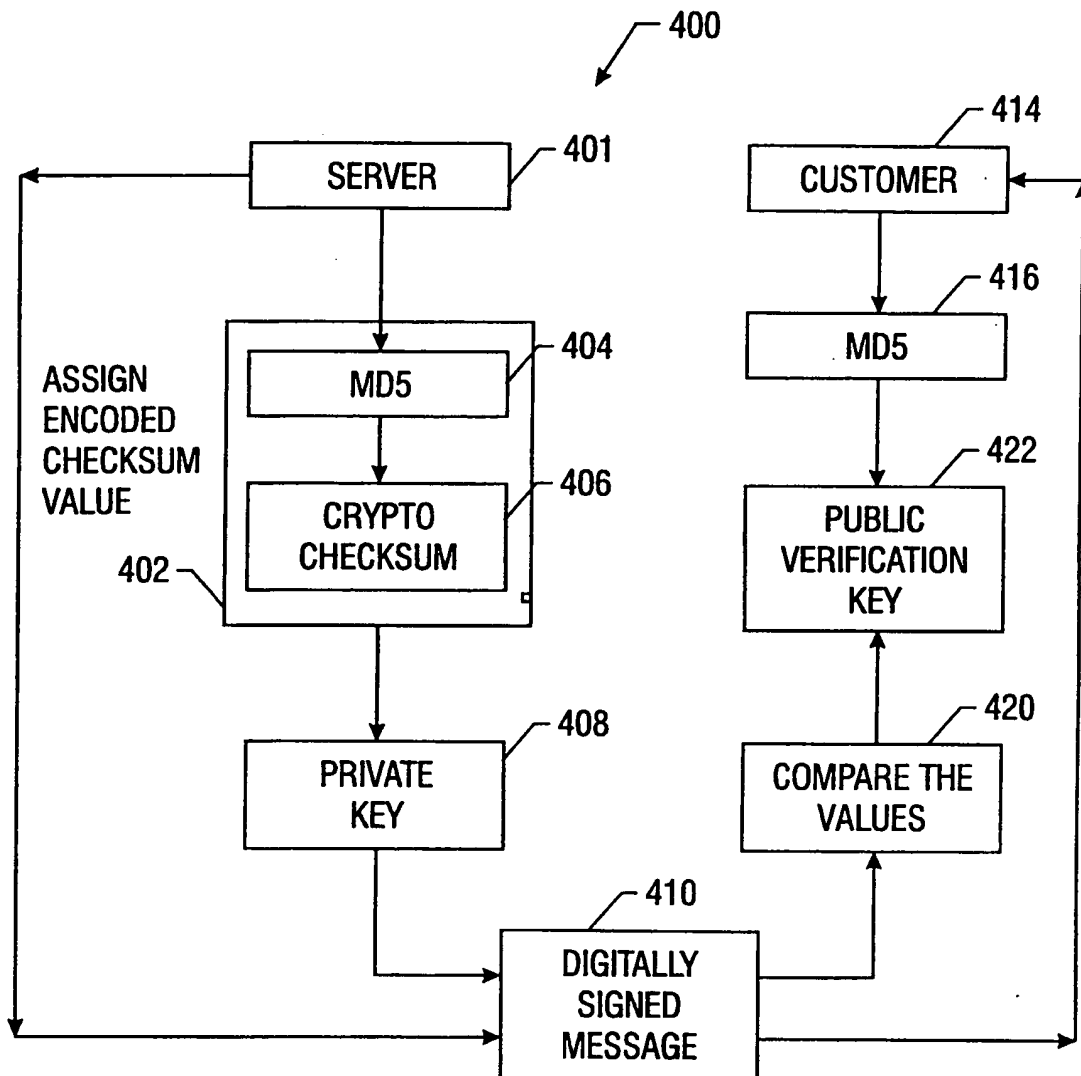 400
SERVER
401
CUSTOMER
414
ASSIGN
ENCODED
CHECKSUM
VALUE
MD5
404
CRYPTO
CHECKSUM
406
402
MD5
416
PUBLIC
VERIFICATION
KEY
422
PRIVATE
KEY
408
COMPARE THE
VALUES
420
DIGITALLY
SIGNED
MESSAGE
410